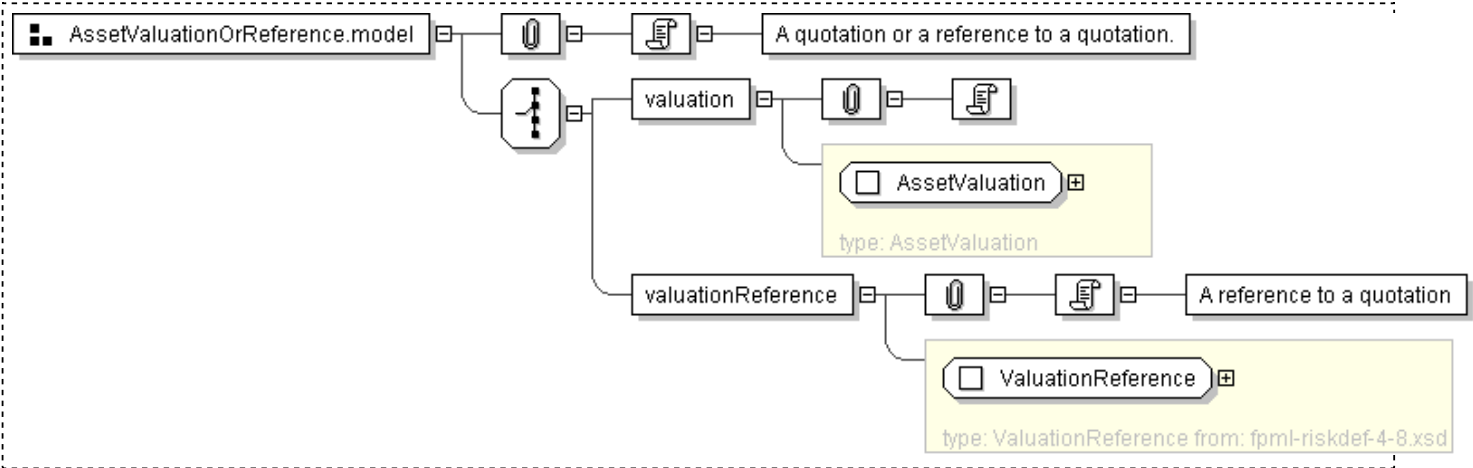 AssetValuationOrReference.model
A quotation or a reference to a quotation.
valuation
AssetValuation
type: AssetValuation
valuationReference
A reference to a quotation
ValuationReference
type: ValuationReference from: fpml-riskdef-4-8.xsd